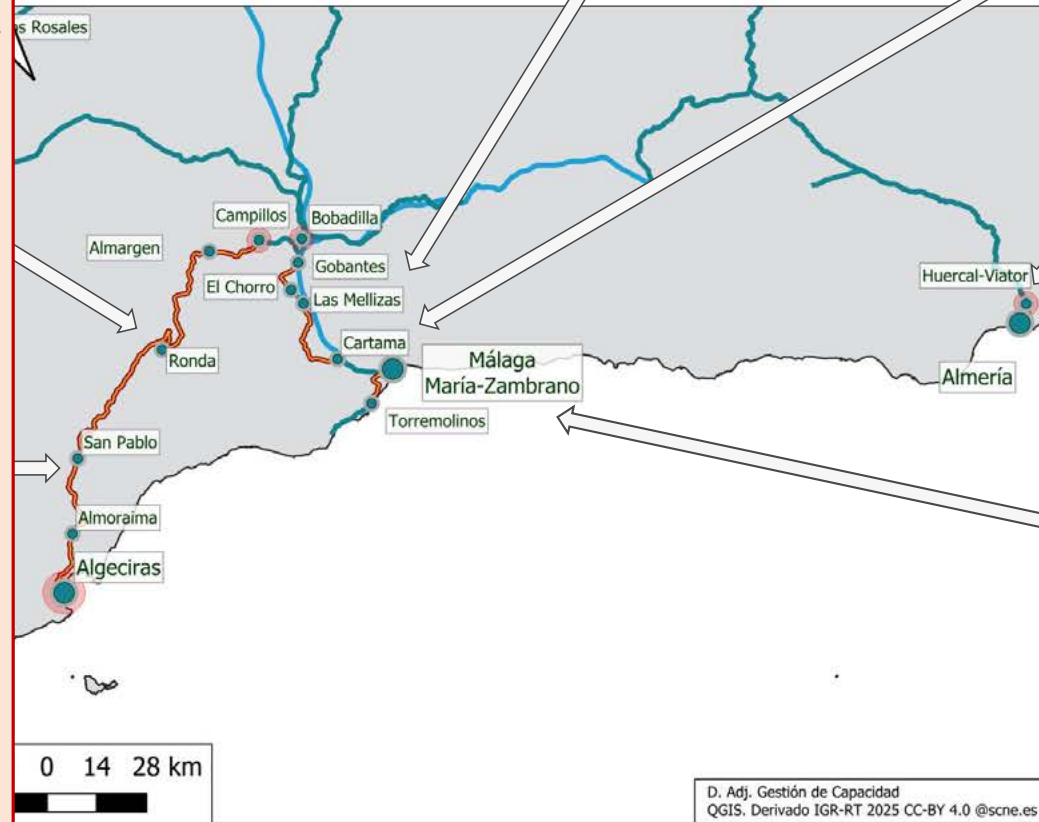 s Rosales
Campillos
Bobadilla
Almargen
Gobantes
El Chorro
Las Mellizas
Huercal-Viator
Cartama
Ronda
Málaga
María-Zambrano
Almería
Torremolinos
San Pablo
Almoraima
Algeciras
0 14 28 km
D. Adj. Gestión de Capacidad
QGIS. Derivado IGR-RT 2025 CC-BY 4.0 @scne.es